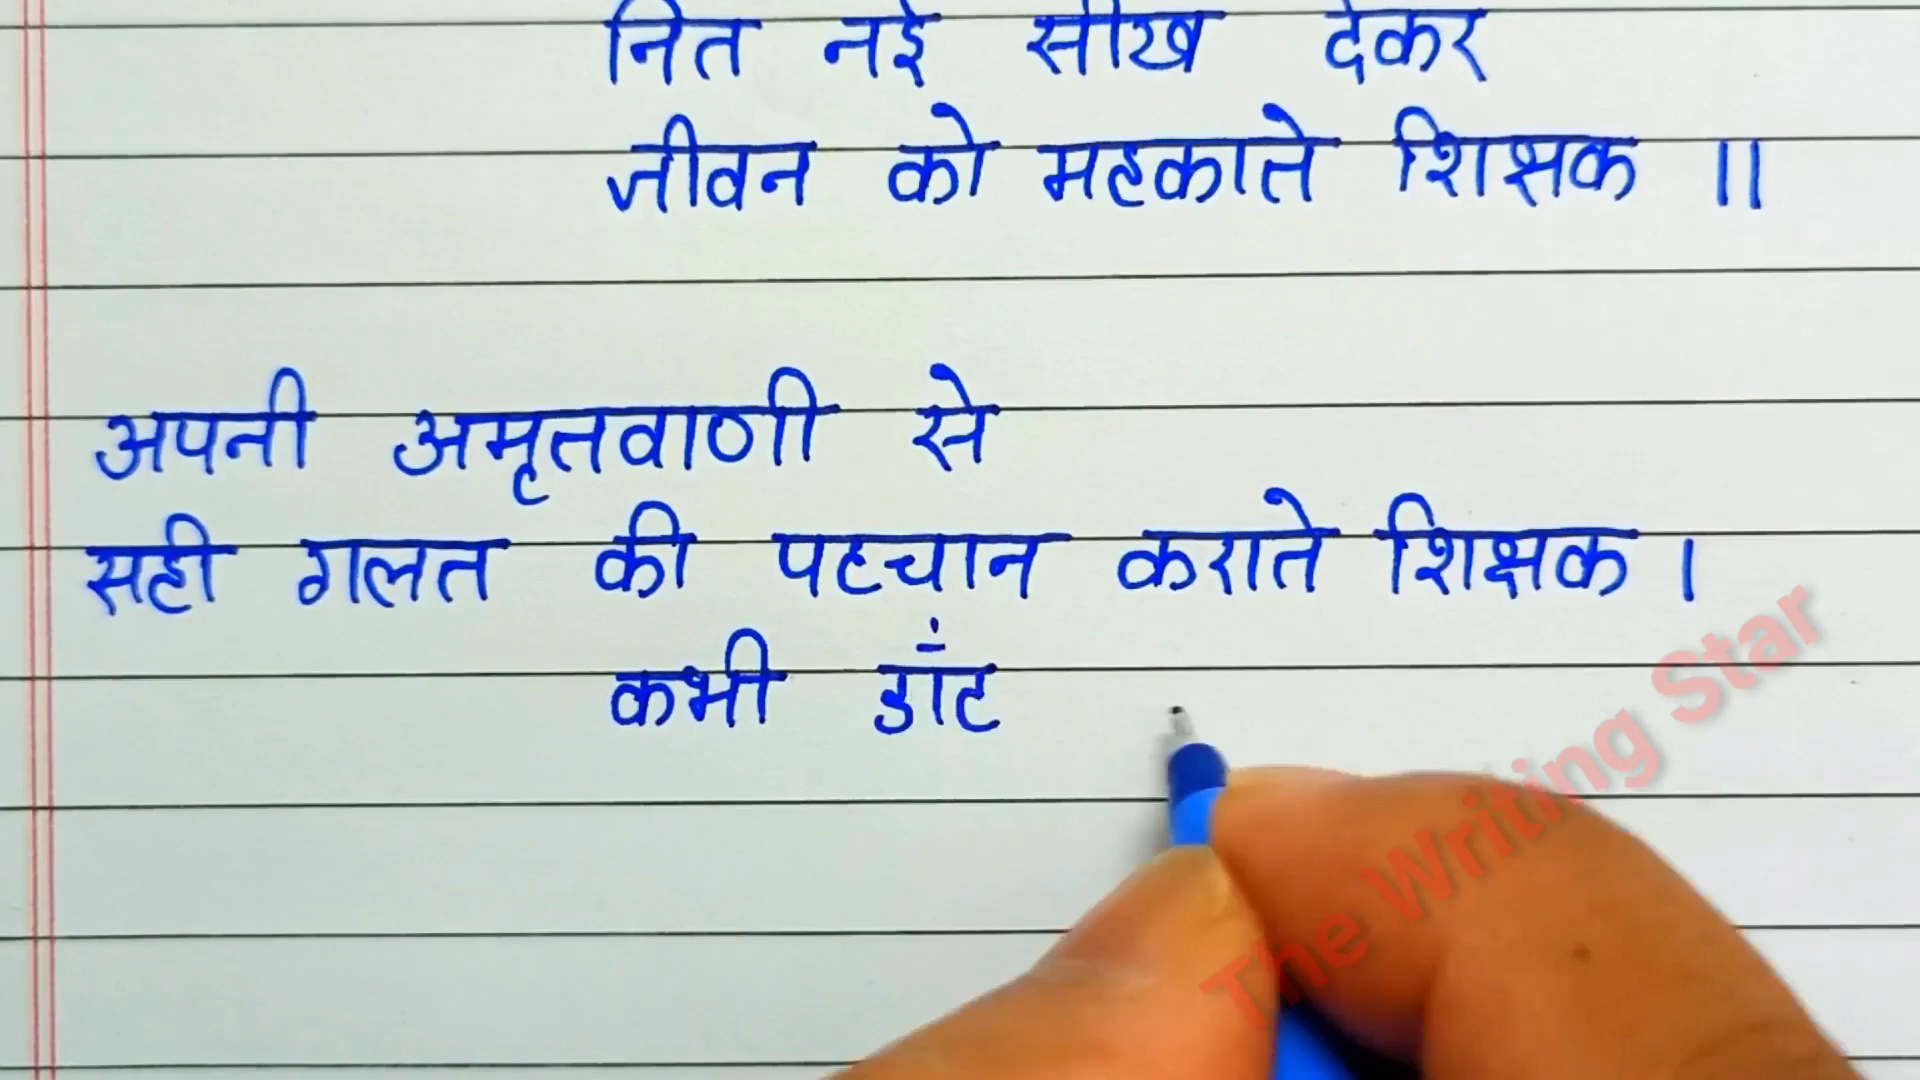 नित नई सीख देकर
जीवन को महकाते शिक्षक ॥
अपनी अमृतवाणी से
सही गलत की पहचान कराते शिक्षक ।
कभी डांट
The Writing Star